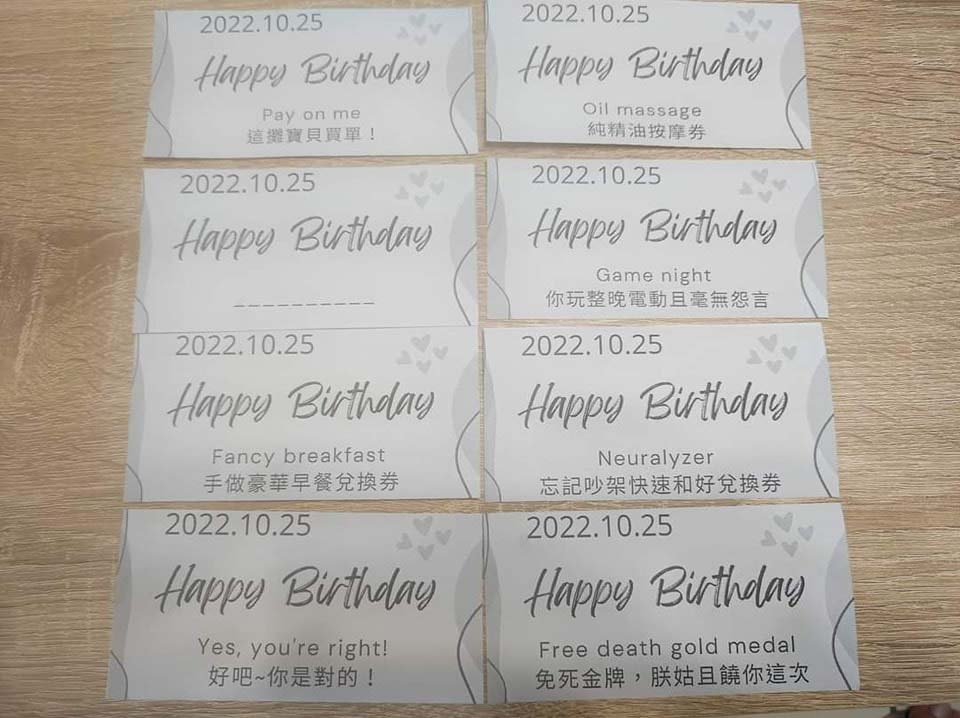 2022.10.25
Happy Birthday
Pay on me
這攤寶貝買單！
2022.10.25
Happy Birthday
Oil massage
純精油按摩券
2022.10.25
Happy Birthday
__________
2022.10.25
Happy Birthday
Game night
你玩整晚電動且毫無怨言
2022.10.25
Happy Birthday
Fancy breakfast
手做豪華早餐兌換券
2022.10.25
Happy Birthday
Neuralyzer
忘記吵架快速和好兌換券
2022.10.25
Happy Birthday
Yes, you're right!
好吧~你是對的！
2022.10.25
Happy Birthday
Free death gold medal
免死金牌，朕姑且饒你這次